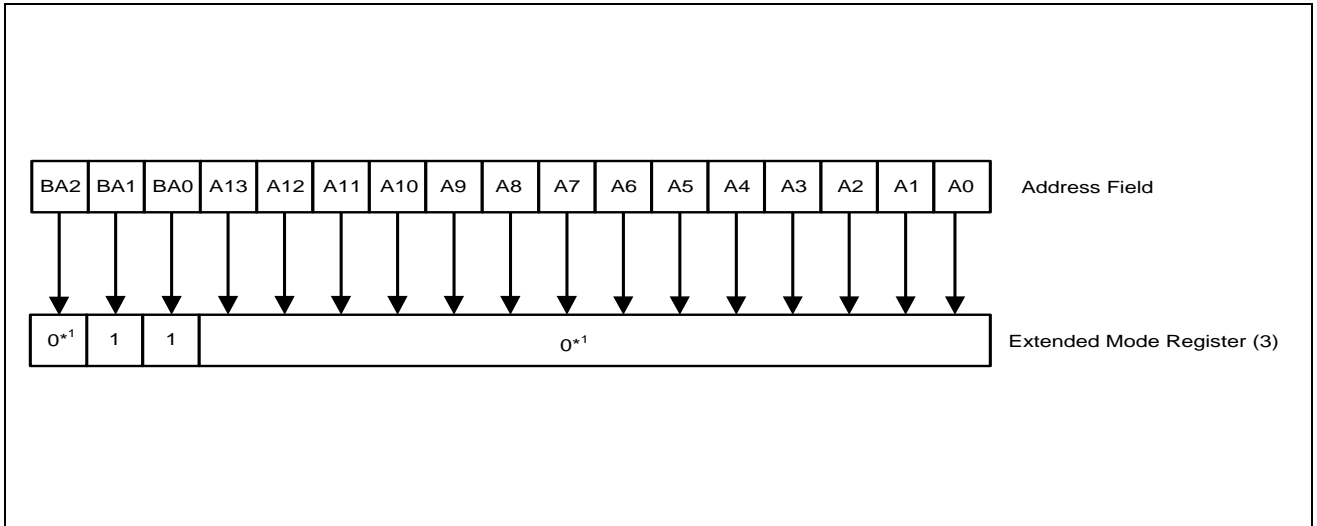 BA2 BA1 BA0 A13 A12 A11 A10 A9 A8 A7 A6 A5 A4 A3 A2 A1 A0 Address Field
0*1 1 1 0*1 Extended Mode Register (3)